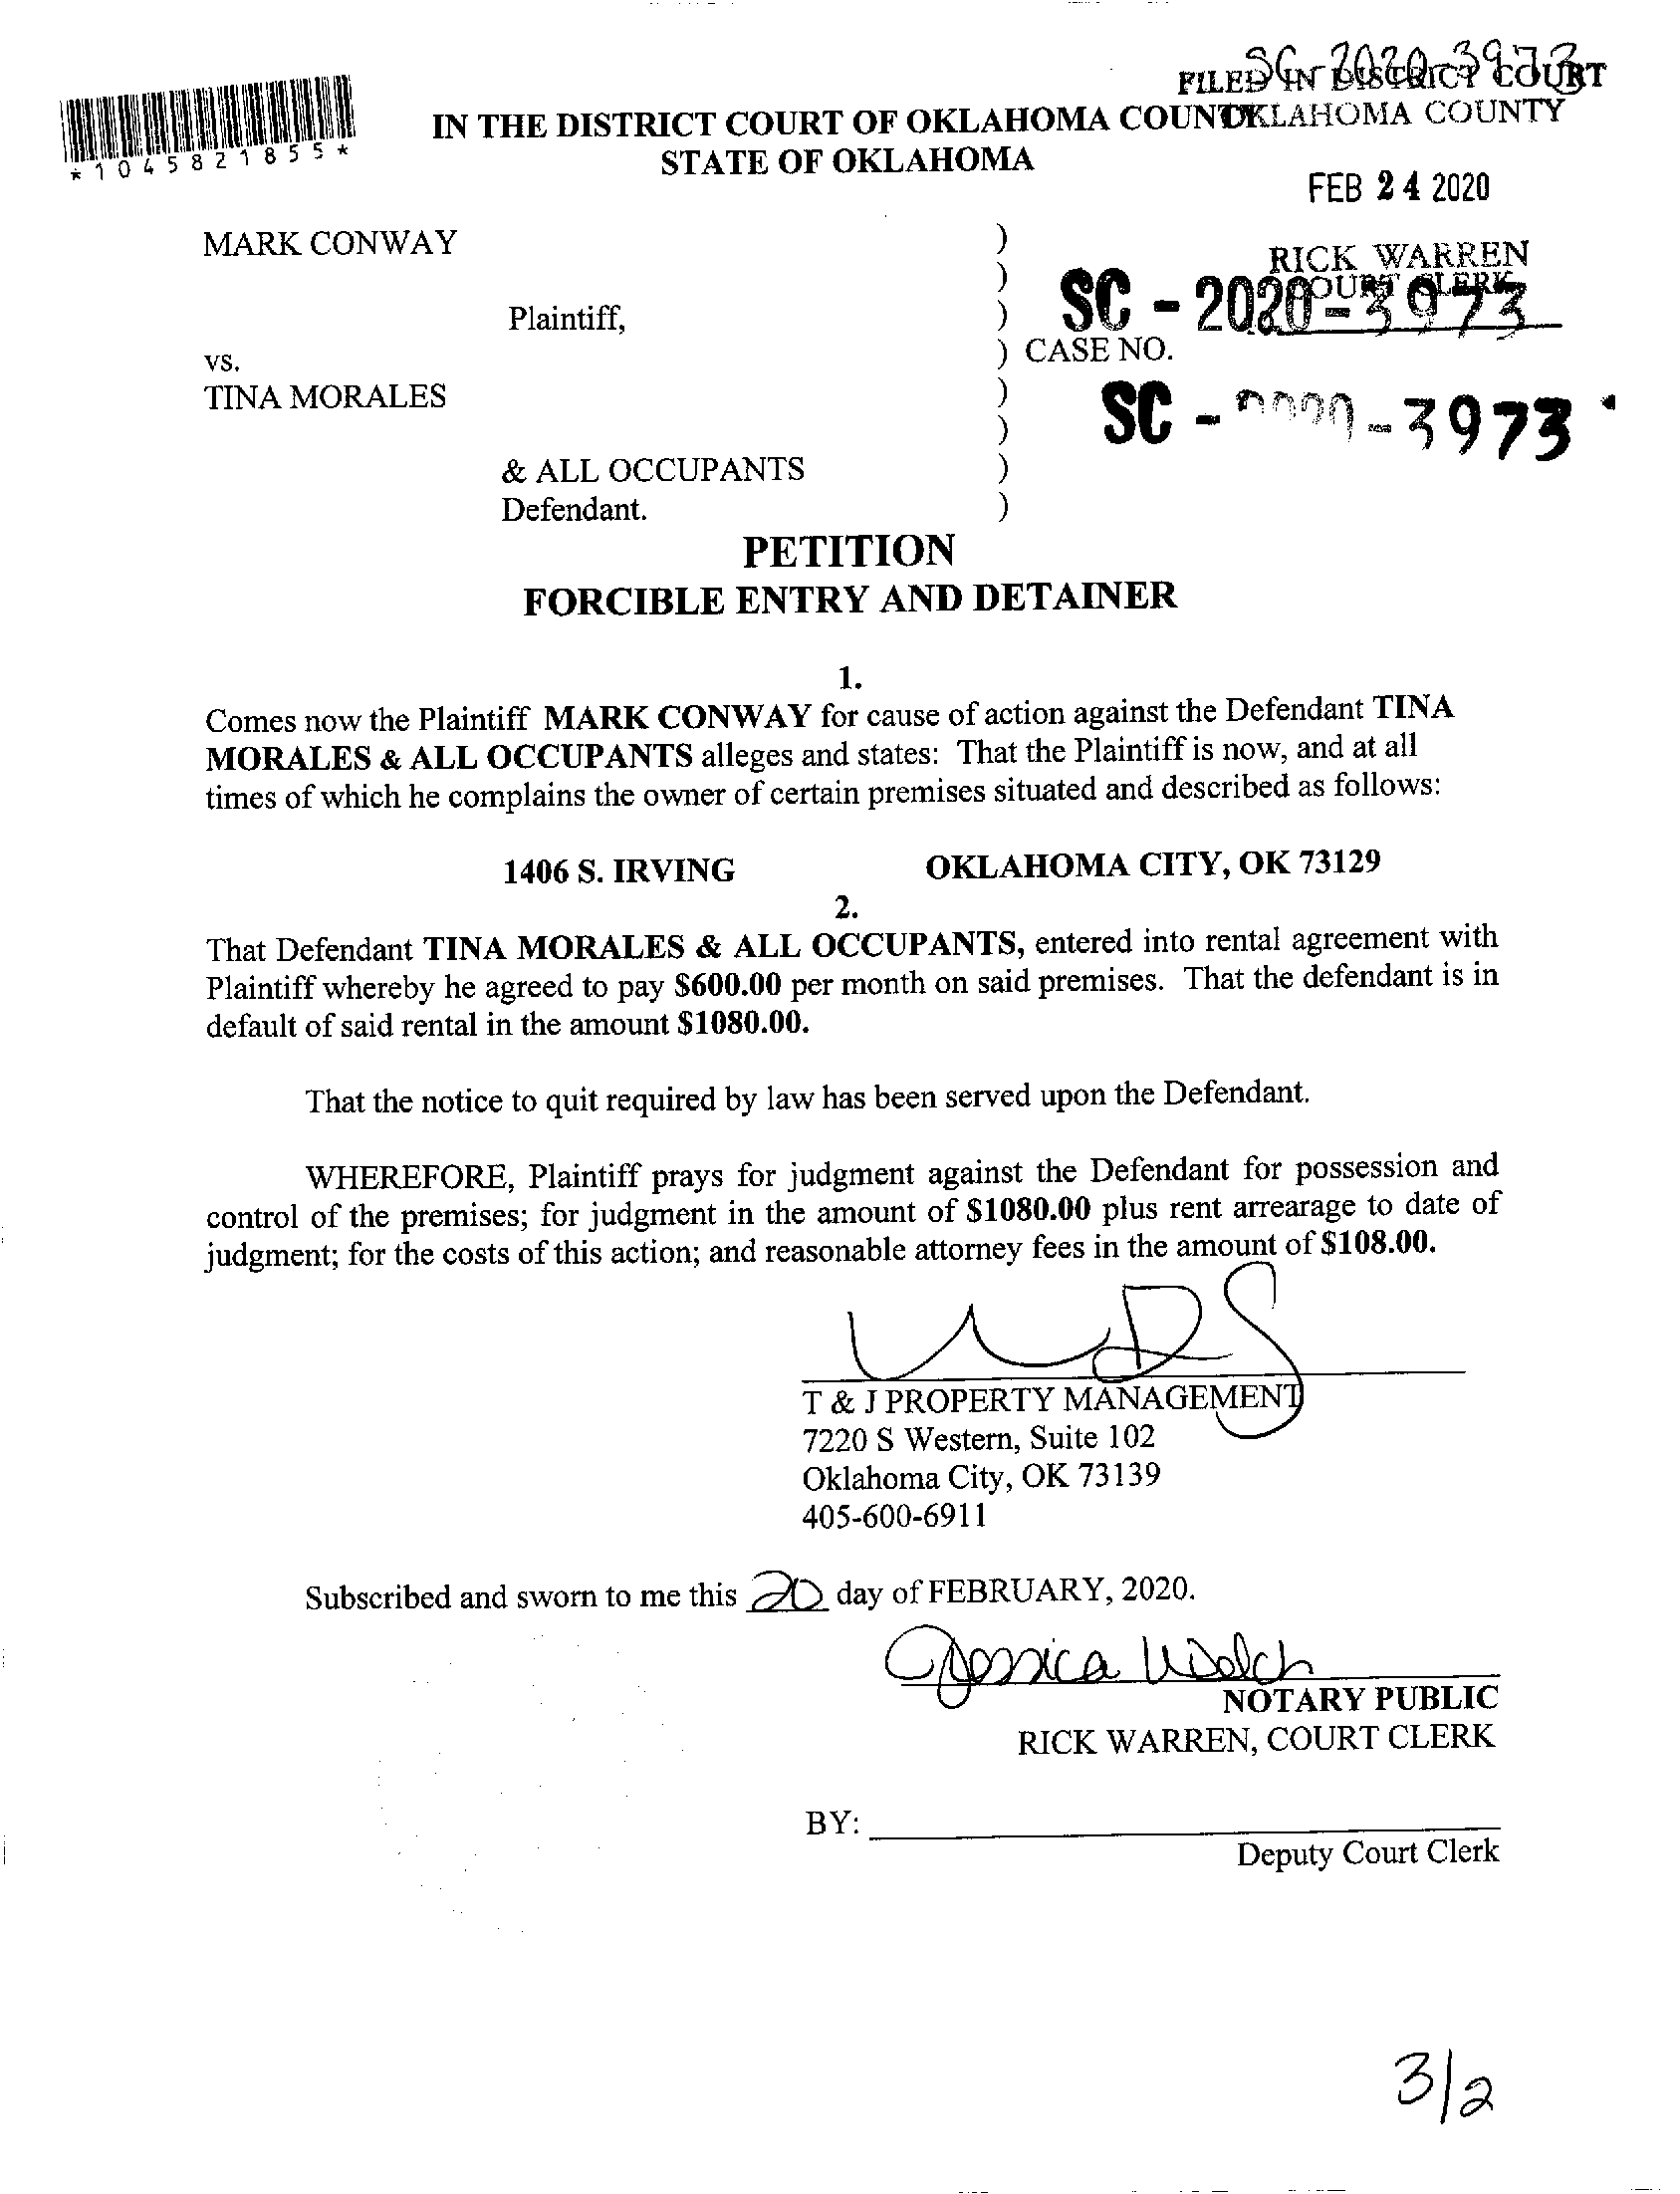 SC-2020-3973
FILED IN DISTRICT COURT
OKLAHOMA COUNTY
*1045821855*
IN THE DISTRICT COURT OF OKLAHOMA COUNTY
STATE OF OKLAHOMA
FEB 24 2020
MARK CONWAY )
RICK WARREN
COURT CLERK
)
Plaintiff, ) SC - 2020 - 3973
vs. ) CASE NO.
TINA MORALES )
) SC - 2020 - 3973
& ALL OCCUPANTS )
Defendant. )
PETITION
FORCIBLE ENTRY AND DETAINER
1.
Comes now the Plaintiff MARK CONWAY for cause of action against the Defendant TINA
MORALES & ALL OCCUPANTS alleges and states: That the Plaintiff is now, and at all
times of which he complains the owner of certain premises situated and described as follows:
1406 S. IRVING OKLAHOMA CITY, OK 73129
2.
That Defendant TINA MORALES & ALL OCCUPANTS, entered into rental agreement with
Plaintiff whereby he agreed to pay $600.00 per month on said premises. That the defendant is in
default of said rental in the amount $1080.00.
That the notice to quit required by law has been served upon the Defendant.
WHEREFORE, Plaintiff prays for judgment against the Defendant for possession and
control of the premises; for judgment in the amount of $1080.00 plus rent arrearage to date of
judgment; for the costs of this action; and reasonable attorney fees in the amount of $108.00.
T & J PROPERTY MANAGEMENT
7220 S Western, Suite 102
Oklahoma City, OK 73139
405-600-6911
Subscribed and sworn to me this 20 day of FEBRUARY, 2020.
Jessica Welch
NOTARY PUBLIC
RICK WARREN, COURT CLERK
BY:
Deputy Court Clerk
3/2